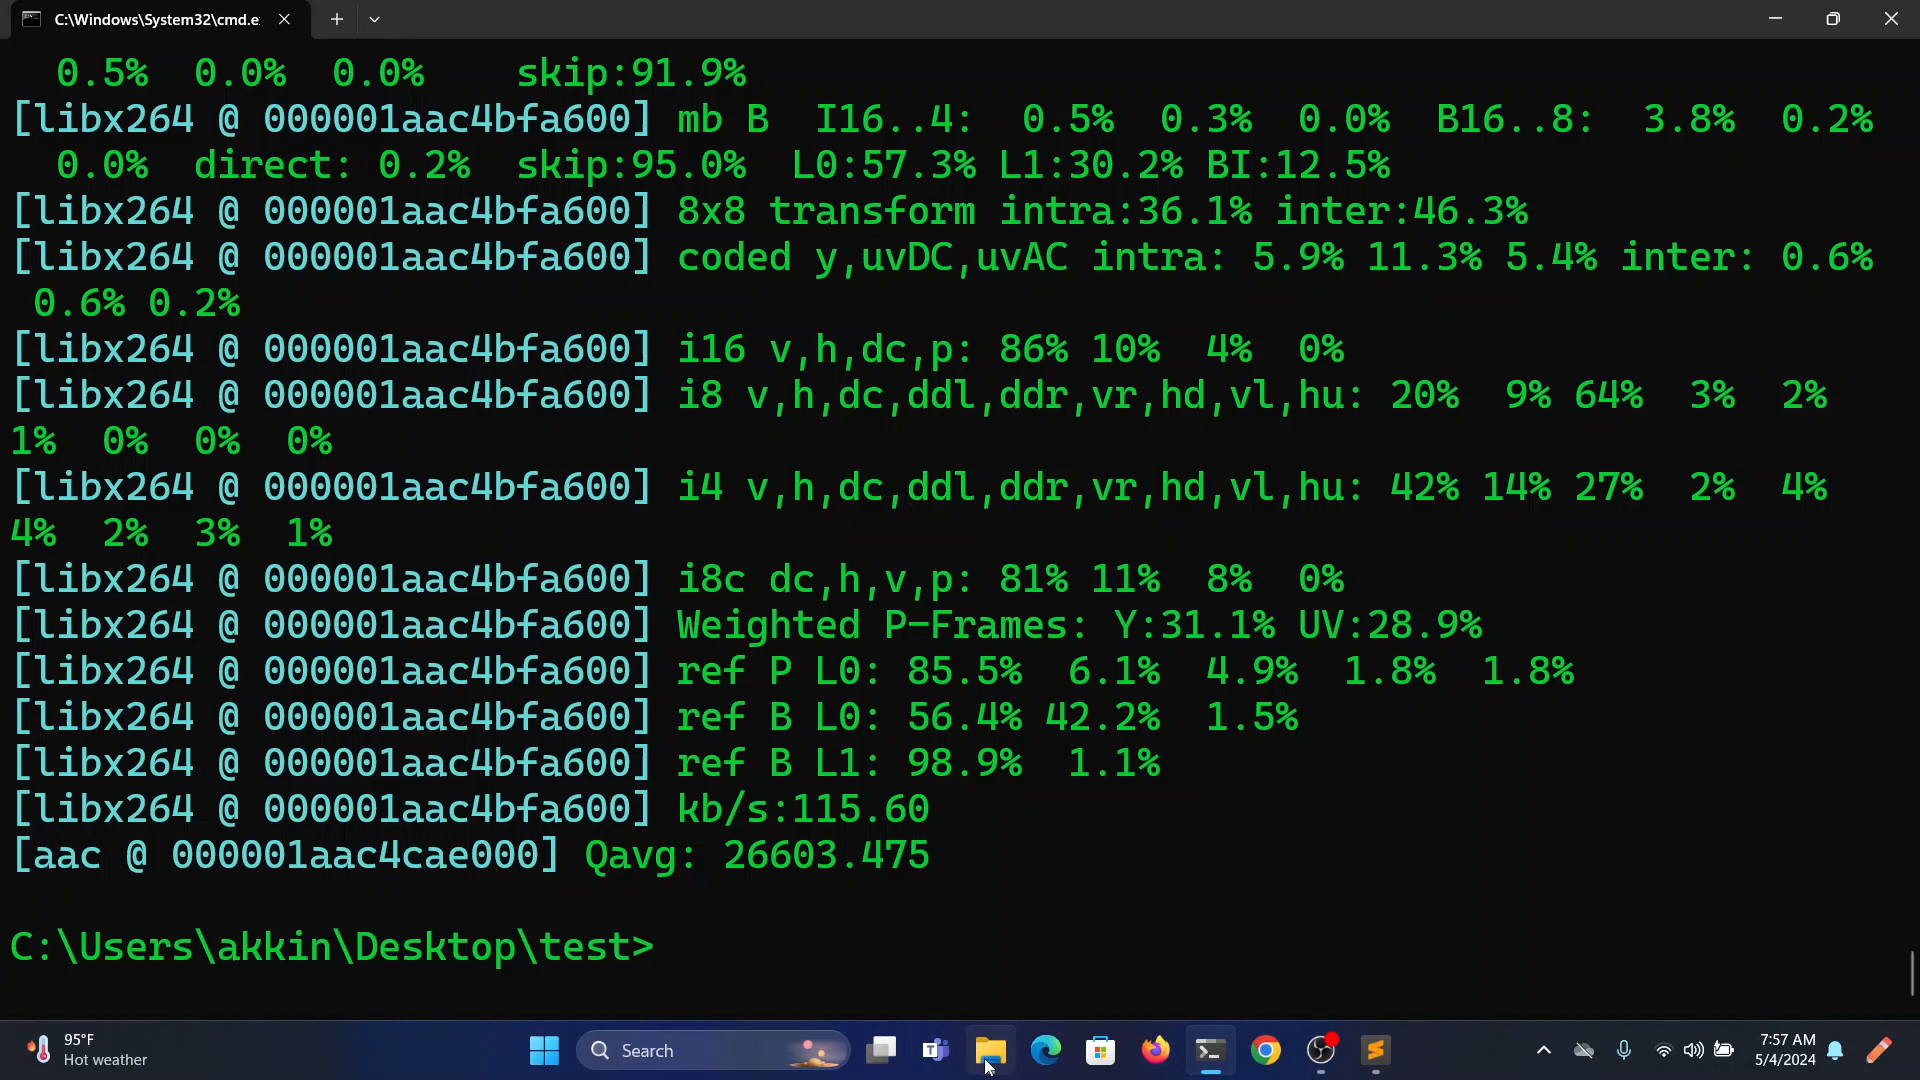 C:\Windows\System32\cmd.e
0.5%  0.0%  0.0%    skip:91.9%
[libx264 @ 000001aac4bfa600] mb B  I16..4:  0.5%  0.3%  0.0%  B16..8:  3.8%  0.2%
0.0%  direct: 0.2%  skip:95.0%  L0:57.3% L1:30.2% BI:12.5%
[libx264 @ 000001aac4bfa600] 8x8 transform intra:36.1% inter:46.3%
[libx264 @ 000001aac4bfa600] coded y,uvDC,uvAC intra: 5.9% 11.3% 5.4% inter: 0.6%
0.6% 0.2%
[libx264 @ 000001aac4bfa600] i16 v,h,dc,p: 86% 10%  4%  0%
[libx264 @ 000001aac4bfa600] i8 v,h,dc,ddl,ddr,vr,hd,vl,hu: 20%  9% 64%  3%  2%
1%  0%  0%  0%
[libx264 @ 000001aac4bfa600] i4 v,h,dc,ddl,ddr,vr,hd,vl,hu: 42% 14% 27%  2%  4%
4%  2%  3%  1%
[libx264 @ 000001aac4bfa600] i8c dc,h,v,p: 81% 11%  8%  0%
[libx264 @ 000001aac4bfa600] Weighted P-Frames: Y:31.1% UV:28.9%
[libx264 @ 000001aac4bfa600] ref P L0: 85.5%  6.1%  4.9%  1.8%  1.8%
[libx264 @ 000001aac4bfa600] ref B L0: 56.4% 42.2%  1.5%
[libx264 @ 000001aac4bfa600] ref B L1: 98.9%  1.1%
[libx264 @ 000001aac4bfa600] kb/s:115.60
[aac @ 000001aac4cae000] Qavg: 26603.475
C:\Users\akkin\Desktop\test>
95°F
Hot weather
Search
7:57 AM
5/4/2024